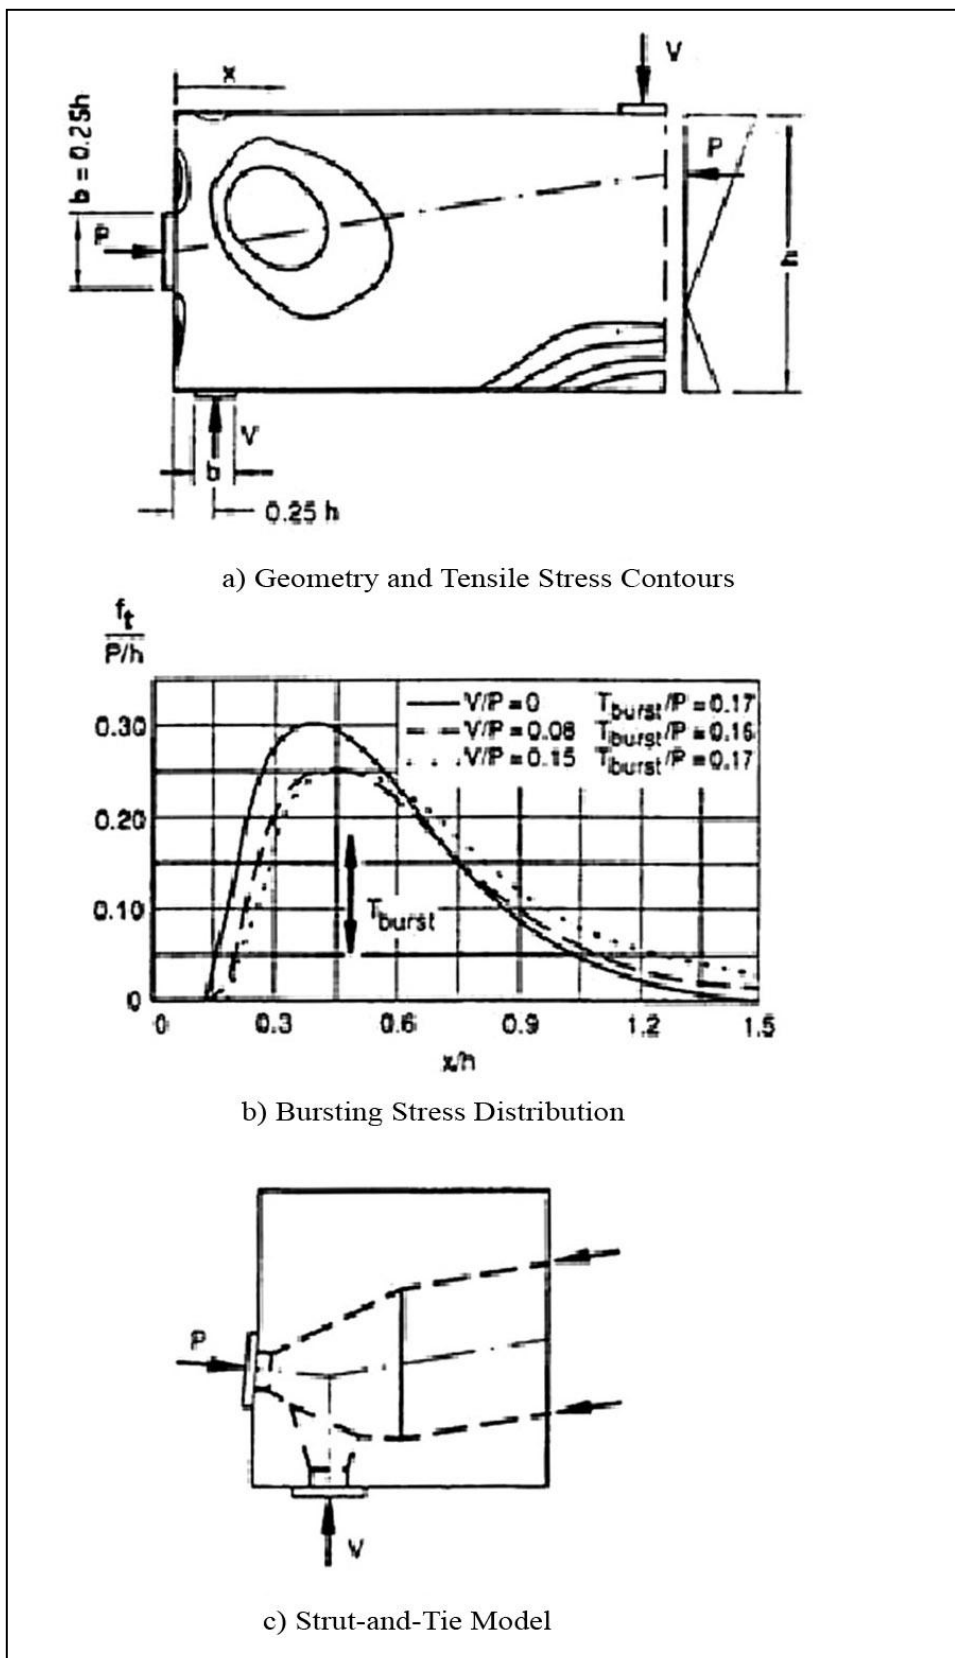 x
V
b = 0.25h
P
P
h
V
b
0.25 h
a) Geometry and Tensile Stress Contours
f_t
P/h
V/P = 0 T_burst/P = 0.17
V/P = 0.08 T_burst/P = 0.16
V/P = 0.15 T_burst/P = 0.17
0.30
0.20
0.10
T_burst
0
0 0.3 0.6 0.9 1.2 1.5
x/h
b) Bursting Stress Distribution
P
V
c) Strut-and-Tie Model